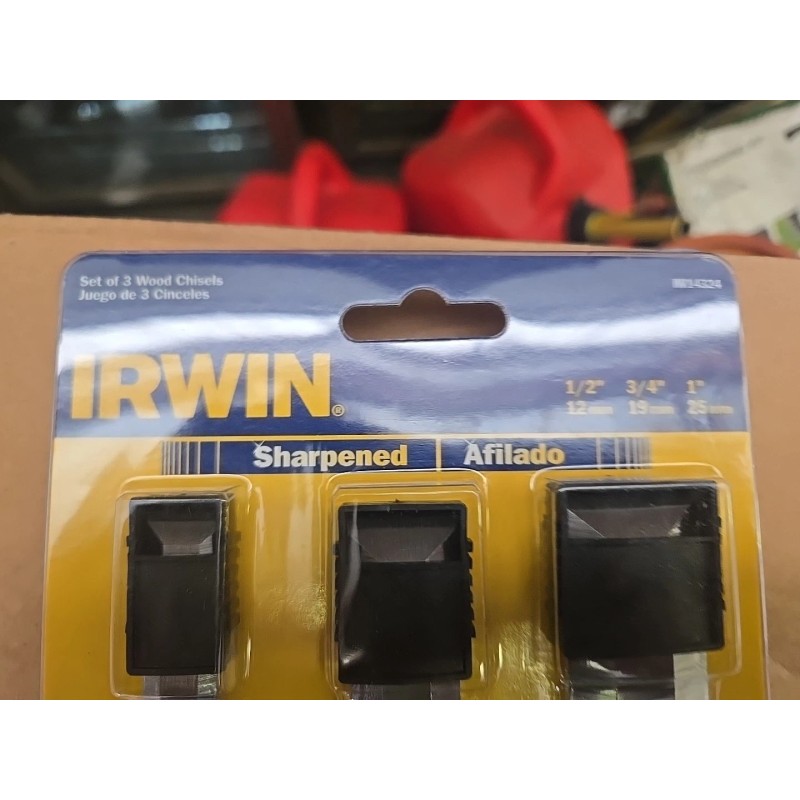 Set of 3 Wood Chisels
Juego de 3 Cinceles
IRWIN®
1/2" 3/4" 1"
12 mm 19 mm 25 mm
Sharpened | Afilado